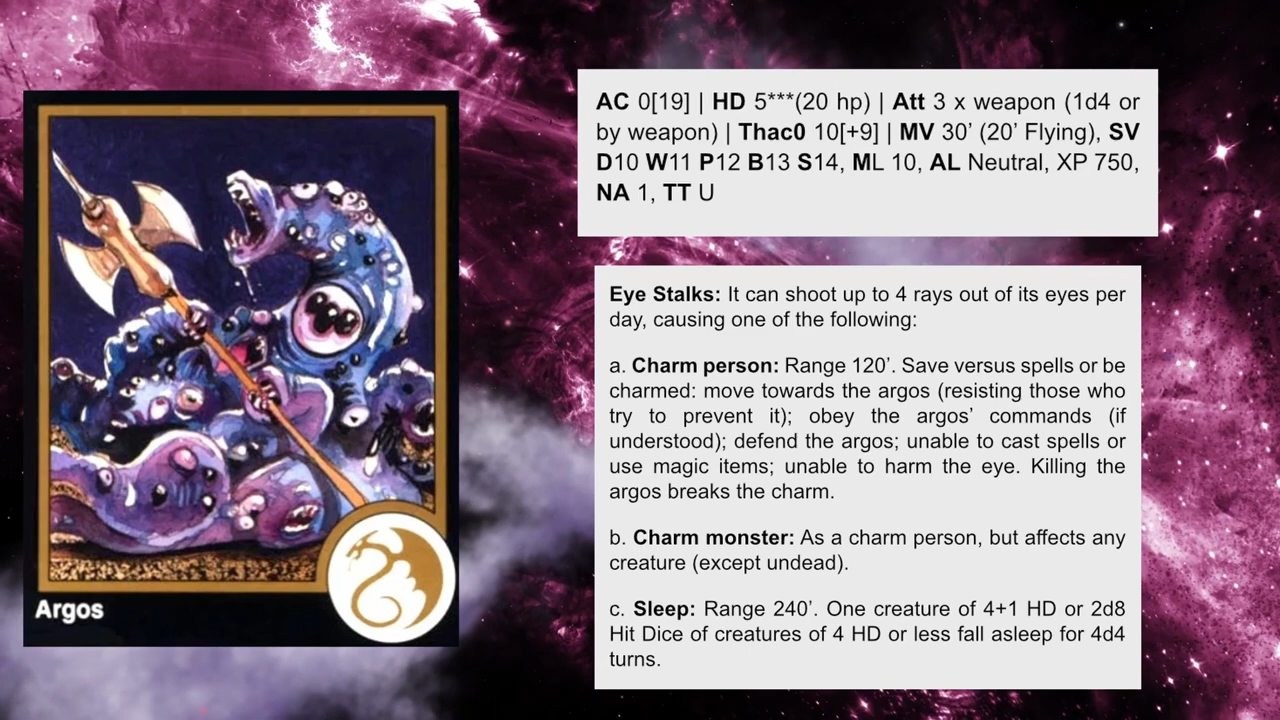 AC 0[19] | HD 5***(20 hp) | Att 3 x weapon (1d4 or
by weapon) | Thac0 10[+9] | MV 30’ (20’ Flying), SV
D10 W11 P12 B13 S14, ML 10, AL Neutral, XP 750,
NA 1, TT U
Eye Stalks: It can shoot up to 4 rays out of its eyes per
day, causing one of the following:
a. Charm person: Range 120’. Save versus spells or be
charmed: move towards the argos (resisting those who
try to prevent it); obey the argos’ commands (if
understood); defend the argos; unable to cast spells or
use magic items; unable to harm the eye. Killing the
argos breaks the charm.
b. Charm monster: As a charm person, but affects any
creature (except undead).
c. Sleep: Range 240’. One creature of 4+1 HD or 2d8
Hit Dice of creatures of 4 HD or less fall asleep for 4d4
turns.
Argos